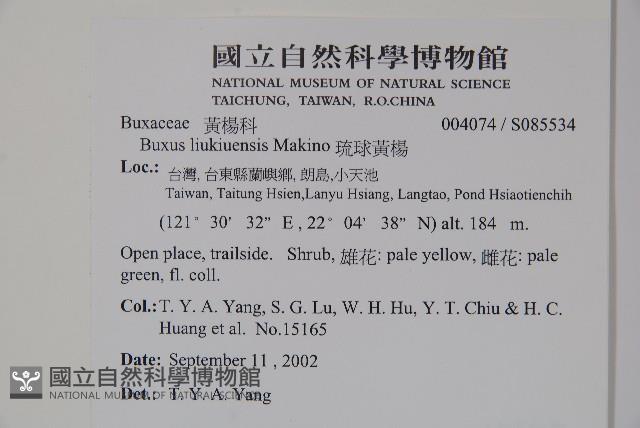 國立自然科學博物館
NATIONAL MUSEUM OF NATURAL SCIENCE
TAICHUNG, TAIWAN, R.O.CHINA
Buxaceae 黃楊科 004074 / S085534
Buxus liukiuensis Makino 琉球黃楊
Loc.: 台灣, 台東縣蘭嶼鄉, 朗島,小天池
Taiwan, Taitung Hsien,Lanyu Hsiang, Langtao, Pond Hsiaotienchih
(121° 30' 32" E , 22° 04' 38" N) alt. 184 m.
Open place, trailside. Shrub, 雄花: pale yellow, 雌花: pale
green, fl. coll.
Col.: T. Y. A. Yang, S. G. Lu, W. H. Hu, Y. T. Chiu & H. C.
Huang et al. No.15165
Date: September 11 , 2002
國立自然科學博物館
NATIONAL MUSEUM OF NATURAL SCIENCE
Det.: T. Y. A. Yang